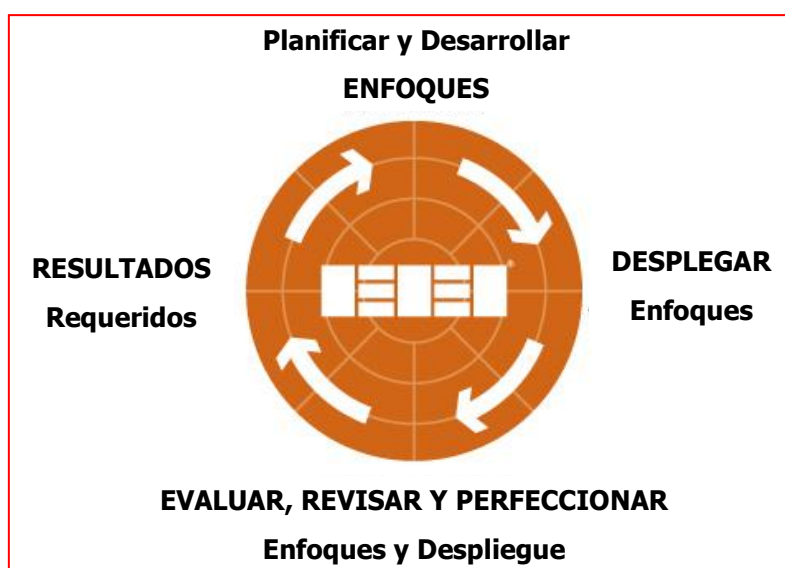 Planificar y Desarrollar
ENFOQUES
RESULTADOS
Requeridos
DESPLEGAR
Enfoques
EVALUAR, REVISAR Y PERFECCIONAR
Enfoques y Despliegue